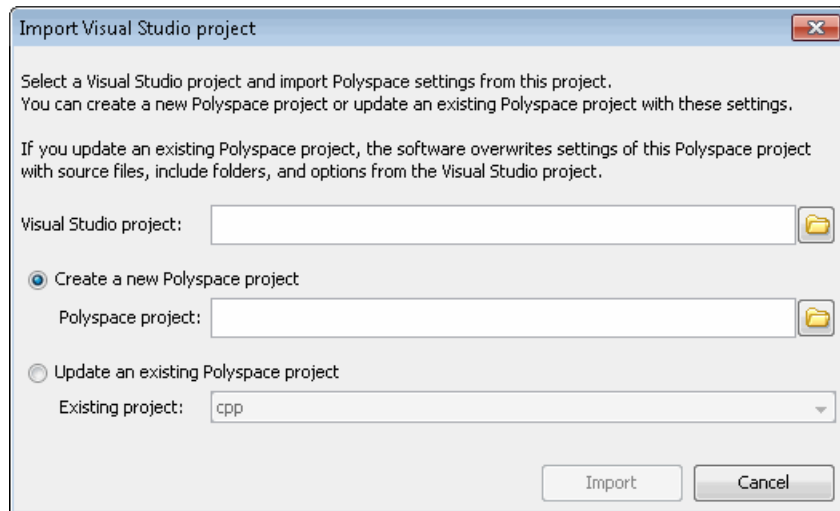 Import Visual Studio project
Select a Visual Studio project and import Polyspace settings from this project.
You can create a new Polyspace project or update an existing Polyspace project with these settings.
If you update an existing Polyspace project, the software overwrites settings of this Polyspace project
with source files, include folders, and options from the Visual Studio project.
Visual Studio project:
Create a new Polyspace project
Polyspace project:
Update an existing Polyspace project
Existing project: cpp
Import Cancel